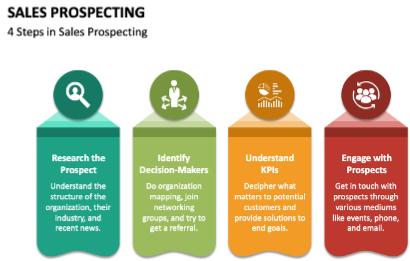 SALES PROSPECTING
4 Steps in Sales Prospecting
Research the
Prospect
Understand the
structure of the
organization, their
industry, and
recent news.
Identify
Decision-Makers
Do organization
mapping, join
networking
groups, and try to
get a referral.
Understand
KPIs
Decipher what
matters to potential
customers and
provide solutions to
end goals.
Engage with
Prospects
Get in touch with
prospects through
various mediums
like events, phone,
and email.